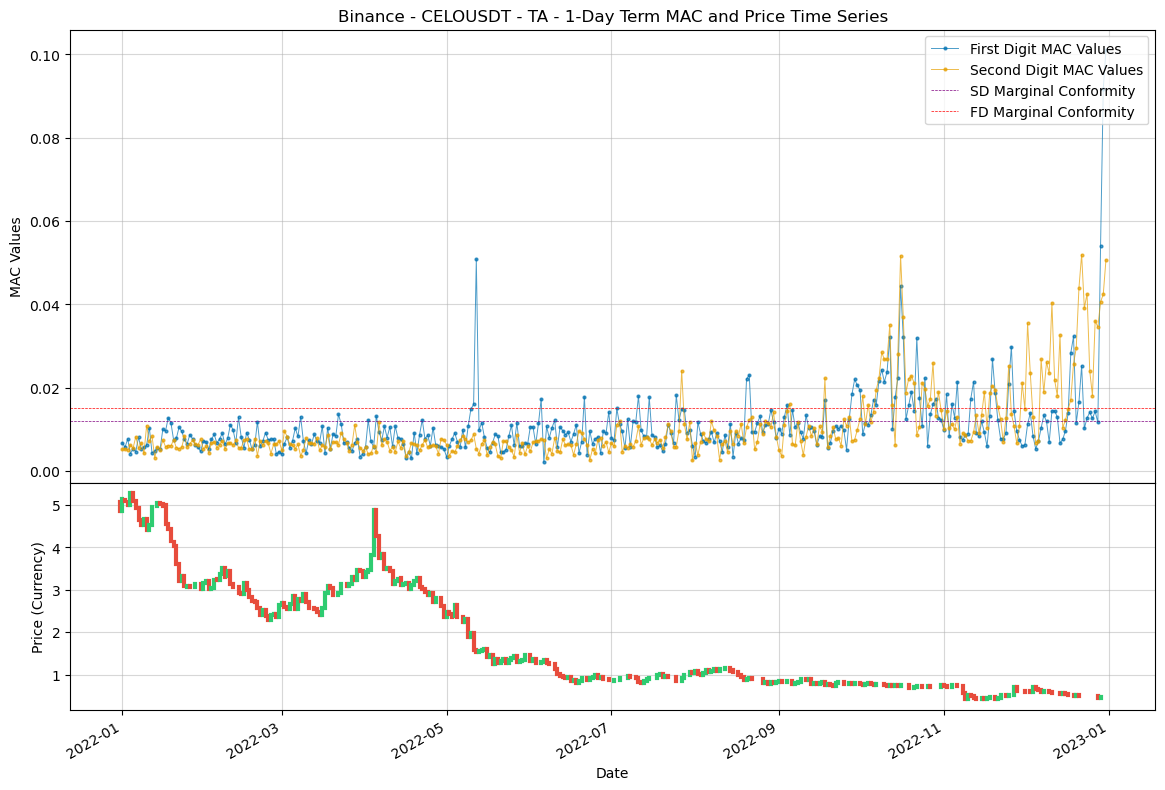 Binance - CELOUSDT - TA - 1-Day Term MAC and Price Time Series
First Digit MAC Values
Second Digit MAC Values
SD Marginal Conformity
FD Marginal Conformity
MAC Values
0.10
0.08
0.06
0.04
0.02
0.00
Price (Currency)
5
4
3
2
1
2022-01
2022-03
2022-05
2022-07
2022-09
2022-11
2023-01
Date